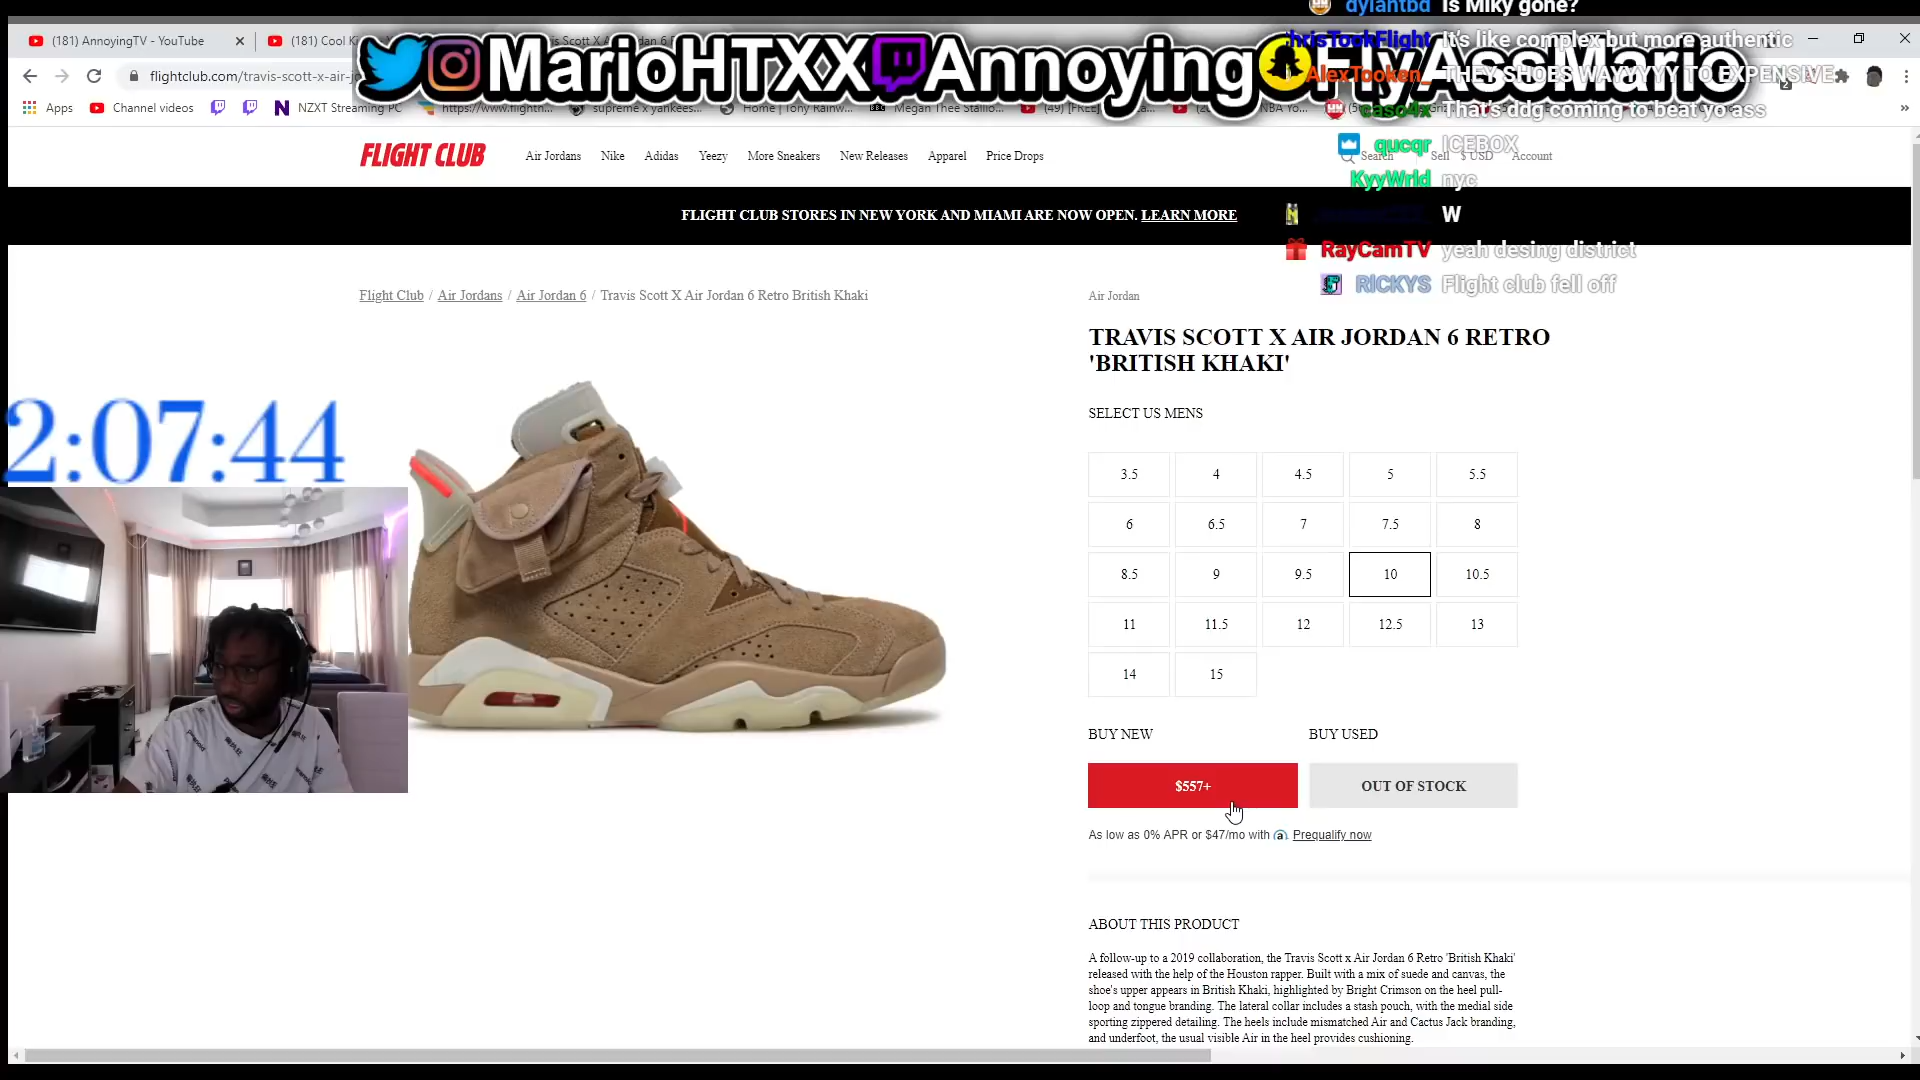 dylantbd Is Miky gone?
(181) AnnoyingTV - YouTube
(181) Cool Ki
hrisTookFlight It's like complex but more authentic
@MarioHTXX Annoying FlyAssMario
AlexTooken_ THEY SHOES WAYYYYY TO EXPENSIVE
flightclub.com/travis-scott-x-air-jo
Apps
Channel videos
NZXT Streaming PC
https://www.flightn...
supreme x yankees...
Home | Tony Rainw...
Megan Thee Stallio...
caso4x That's ddg coming to beat yo ass
qucqr ICEBOX
FLIGHT CLUB
Air Jordans
Nike
Adidas
Yeezy
More Sneakers
New Releases
Apparel
Price Drops
Search
Sell
$ USD
Account
KyyWrld nyc
FLIGHT CLUB STORES IN NEW YORK AND MIAMI ARE NOW OPEN. LEARN MORE
W
RayCamTV yeah desing district
RICKYS Flight club fell off
Flight Club / Air Jordans / Air Jordan 6 / Travis Scott X Air Jordan 6 Retro British Khaki
Air Jordan
TRAVIS SCOTT X AIR JORDAN 6 RETRO
'BRITISH KHAKI'
2:07:44
SELECT US MENS
3.5 4 4.5 5 5.5
6 6.5 7 7.5 8
8.5 9 9.5 10 10.5
11 11.5 12 12.5 13
14 15
BUY NEW
BUY USED
$557+
OUT OF STOCK
As low as 0% APR or $47/mo with a Prequalify now
ABOUT THIS PRODUCT
A follow-up to a 2019 collaboration, the Travis Scott x Air Jordan 6 Retro 'British Khaki'
released with the help of the Houston rapper. Built with a mix of suede and canvas, the
shoe's upper appears in British Khaki, highlighted by Bright Crimson on the heel pull-
loop and tongue branding. The lateral collar includes a stash pouch, with the medial side
sporting zippered detailing. The heels include mismatched Air and Cactus Jack branding,
and underfoot, the usual visible Air in the heel provides cushioning.